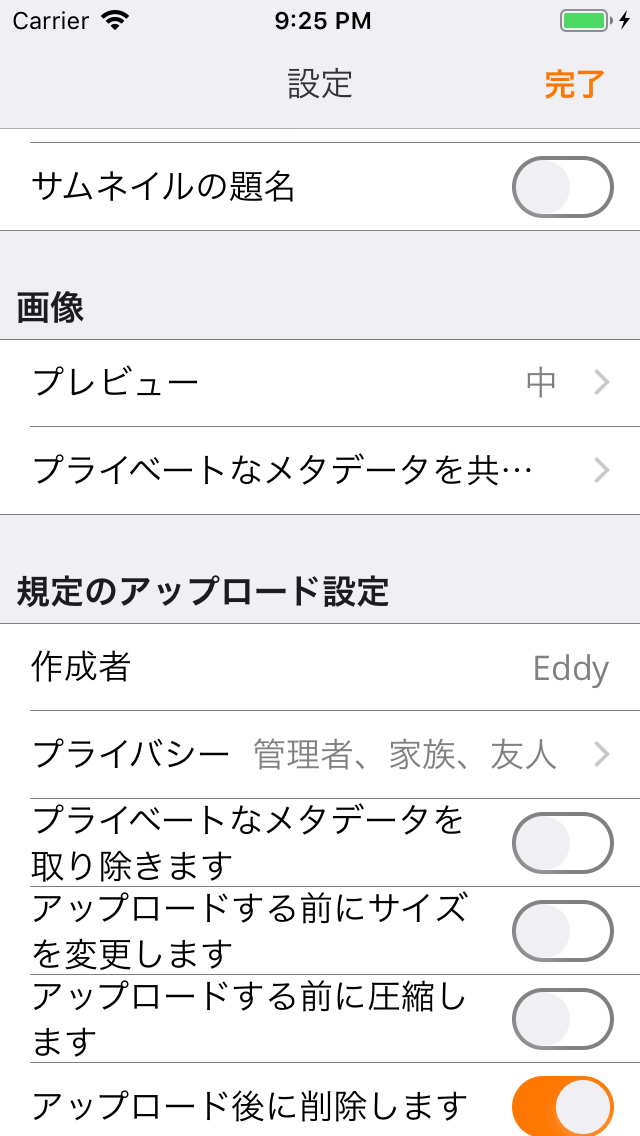 Carrier 9:25 PM
設定 完了
サムネイルの題名
画像
プレビュー 中
プライベートなメタデータを共…
規定のアップロード設定
作成者 Eddy
プライバシー 管理者、家族、友人
プライベートなメタデータを
取り除きます
アップロードする前にサイズ
を変更します
アップロードする前に圧縮し
ます
アップロード後に削除します